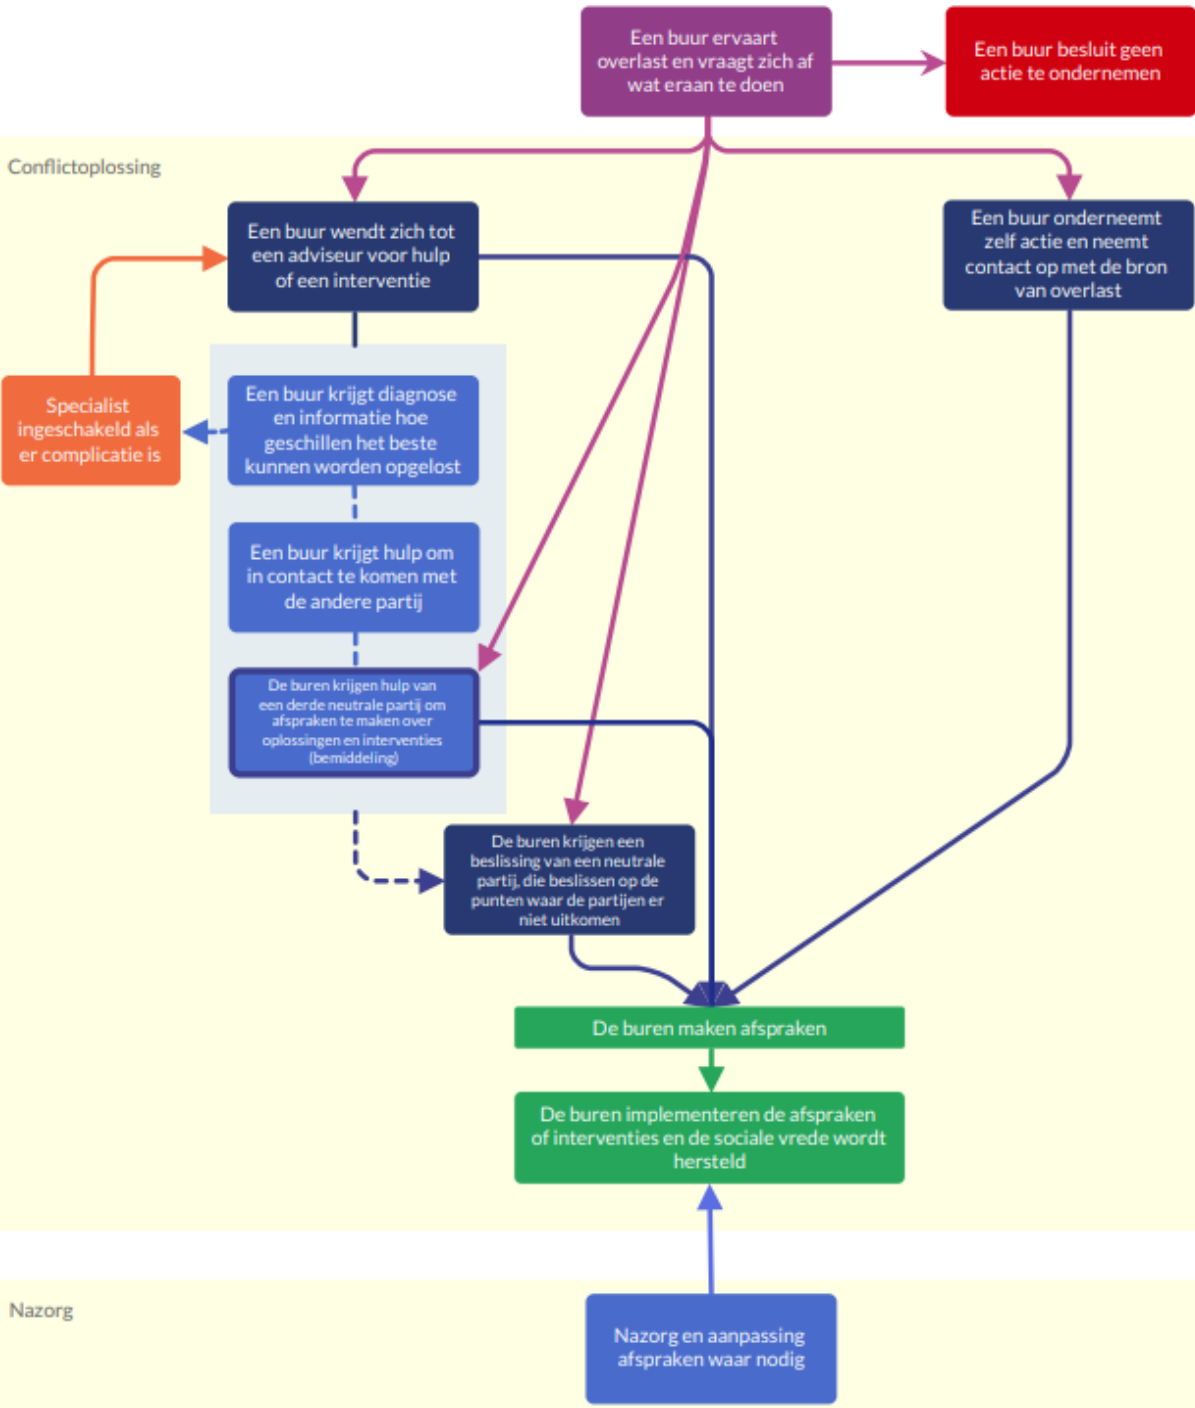 Een buur ervaart
overlast en vraagt zich af
wat eraan te doen
Een buur besluit geen
actie te ondernemen
Conflictoplossing
Een buur wendt zich tot
een adviseur voor hulp
of een interventie
Een buur onderneemt
zelf actie en neemt
contact op met de bron
van overlast
Specialist
ingeschakeld als
er complicatie is
Een buur krijgt diagnose
en informatie hoe
geschillen het beste
kunnen worden opgelost
Een buur krijgt hulp om
in contact te komen met
de andere partij
De buren krijgen hulp van
een derde neutrale partij om
afspraken te maken over
oplossingen en interventies
(bemiddeling)
De buren krijgen een
beslissing van een neutrale
partij, die beslissen op de
punten waar de partijen er
niet uitkomen
De buren maken afspraken
De buren implementeren de afspraken
of interventies en de sociale vrede wordt
hersteld
Nazorg
Nazorg en aanpassing
afspraken waar nodig